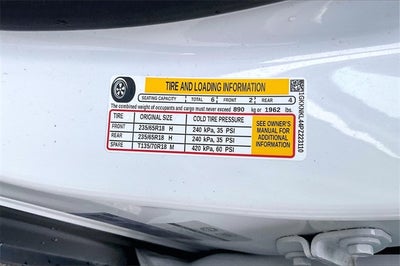 TIRE AND LOADING INFORMATION
SEATING CAPACITY TOTAL 6 FRONT 2 REAR 4
The combined weight of occupants and cargo must never exceed 890 kg or 1962 lbs.
TIRE ORIGINAL SIZE COLD TIRE PRESSURE
FRONT 235/65R18 H 240 kPa, 35 PSI
REAR 235/65R18 H 240 kPa, 35 PSI
SPARE T135/70R18 M 420 kPa, 60 PSI
SEE OWNER'S
MANUAL FOR
ADDITIONAL
INFORMATION
1GKKNKL44PZ223110